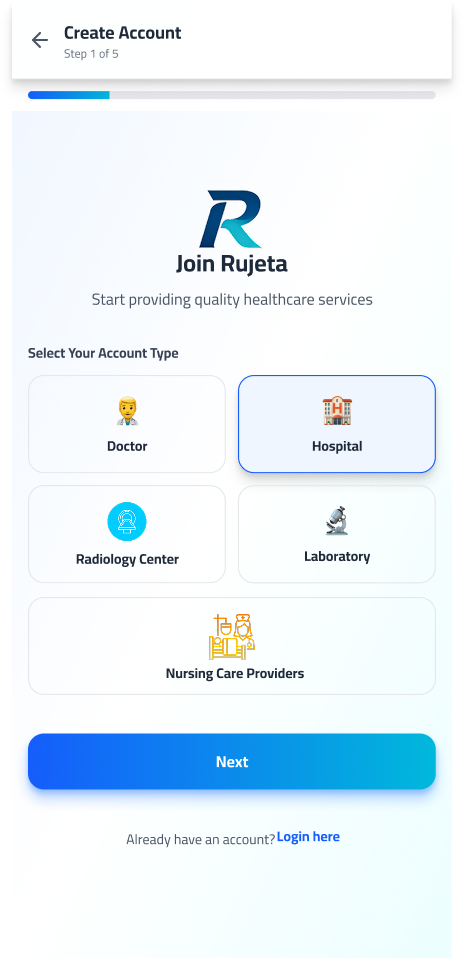 Create Account
Step 1 of 5
Join Rujeta
Start providing quality healthcare services
Select Your Account Type
Doctor
Hospital
Radiology Center
Laboratory
Nursing Care Providers
Next
Already have an account? Login here